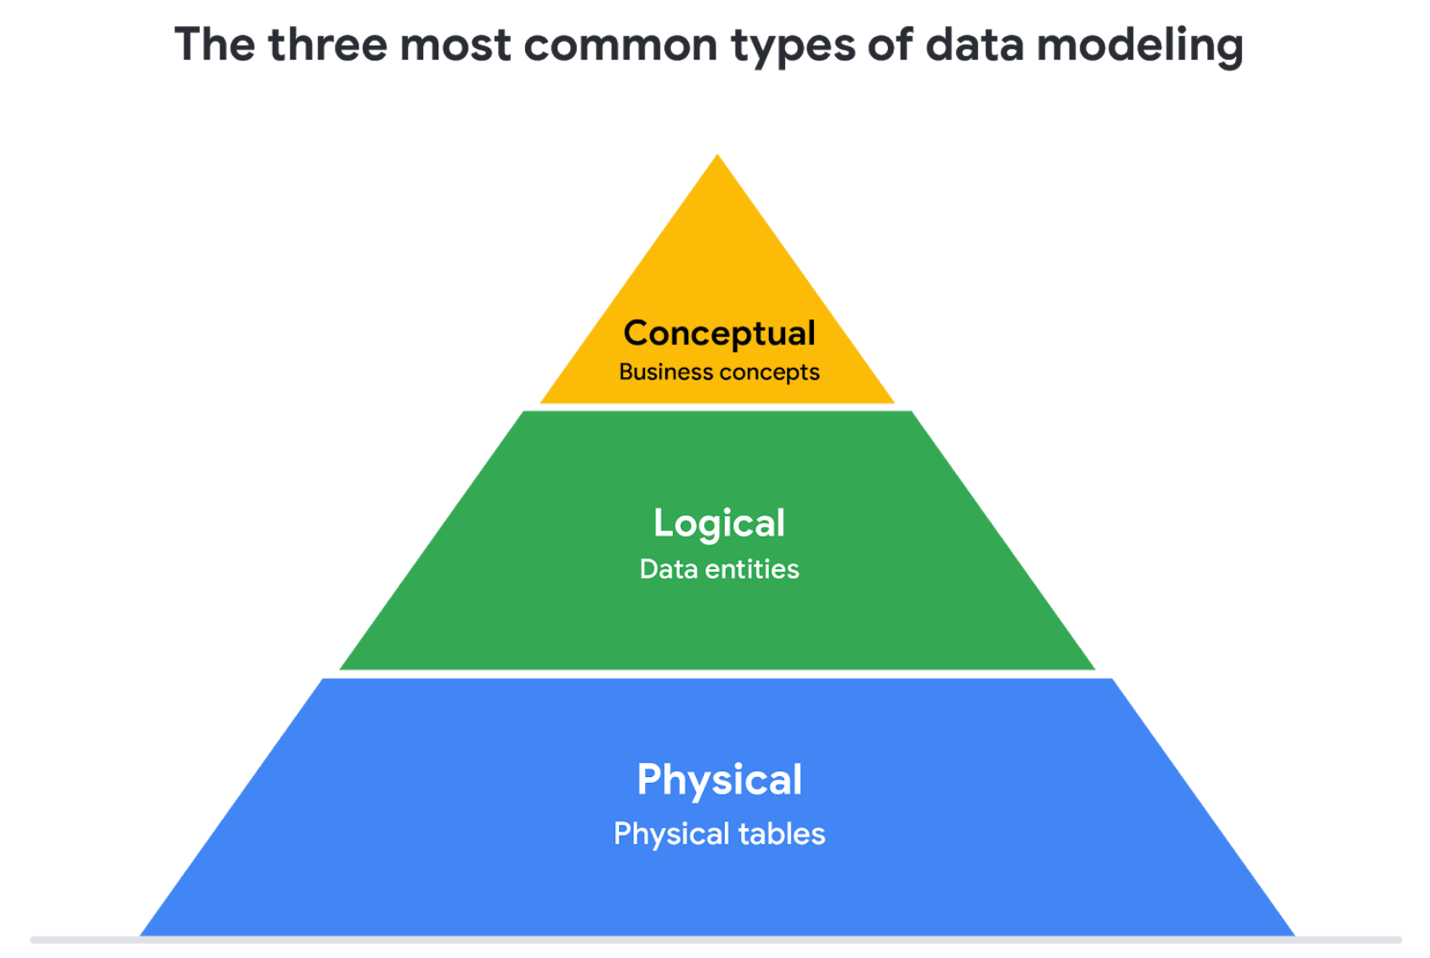 The three most common types of data modeling
Conceptual
Business concepts
Logical
Data entities
Physical
Physical tables